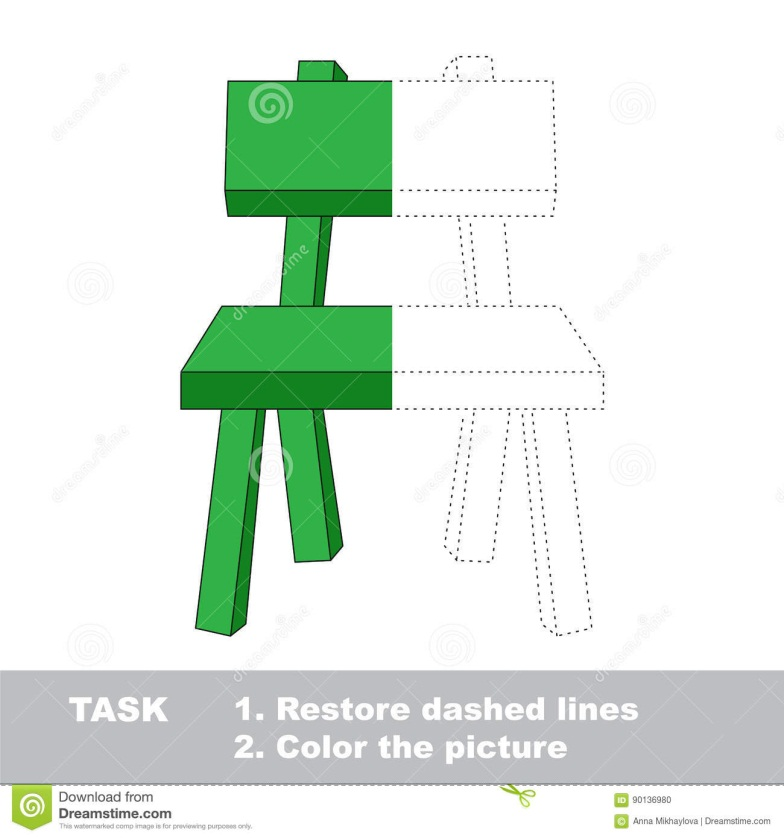 TASK
1. Restore dashed lines
2. Color the picture
Download from
Dreamstime.com
This watermarked comp image is for previewing purposes only.
ID 90136980
© Anna Mikhaylova | Dreamstime.com